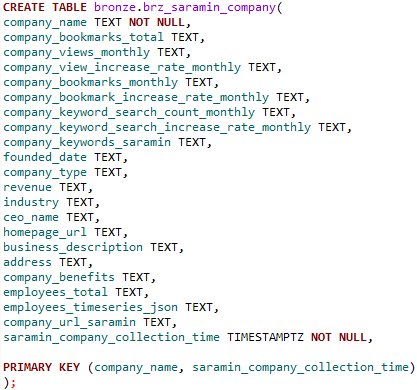 CREATE TABLE bronze.brz_saramin_company(
company_name TEXT NOT NULL,
company_bookmarks_total TEXT,
company_views_monthly TEXT,
company_view_increase_rate_monthly TEXT,
company_bookmarks_monthly TEXT,
company_bookmark_increase_rate_monthly TEXT,
company_keyword_search_count_monthly TEXT,
company_keyword_search_increase_rate_monthly TEXT,
company_keywords_saramin TEXT,
founded_date TEXT,
company_type TEXT,
revenue TEXT,
industry TEXT,
ceo_name TEXT,
homepage_url TEXT,
business_description TEXT,
address TEXT,
company_benefits TEXT,
employees_total TEXT,
employees_timeseries_json TEXT,
company_url_saramin TEXT,
saramin_company_collection_time TIMESTAMPTZ NOT NULL,
PRIMARY KEY (company_name, saramin_company_collection_time)
);